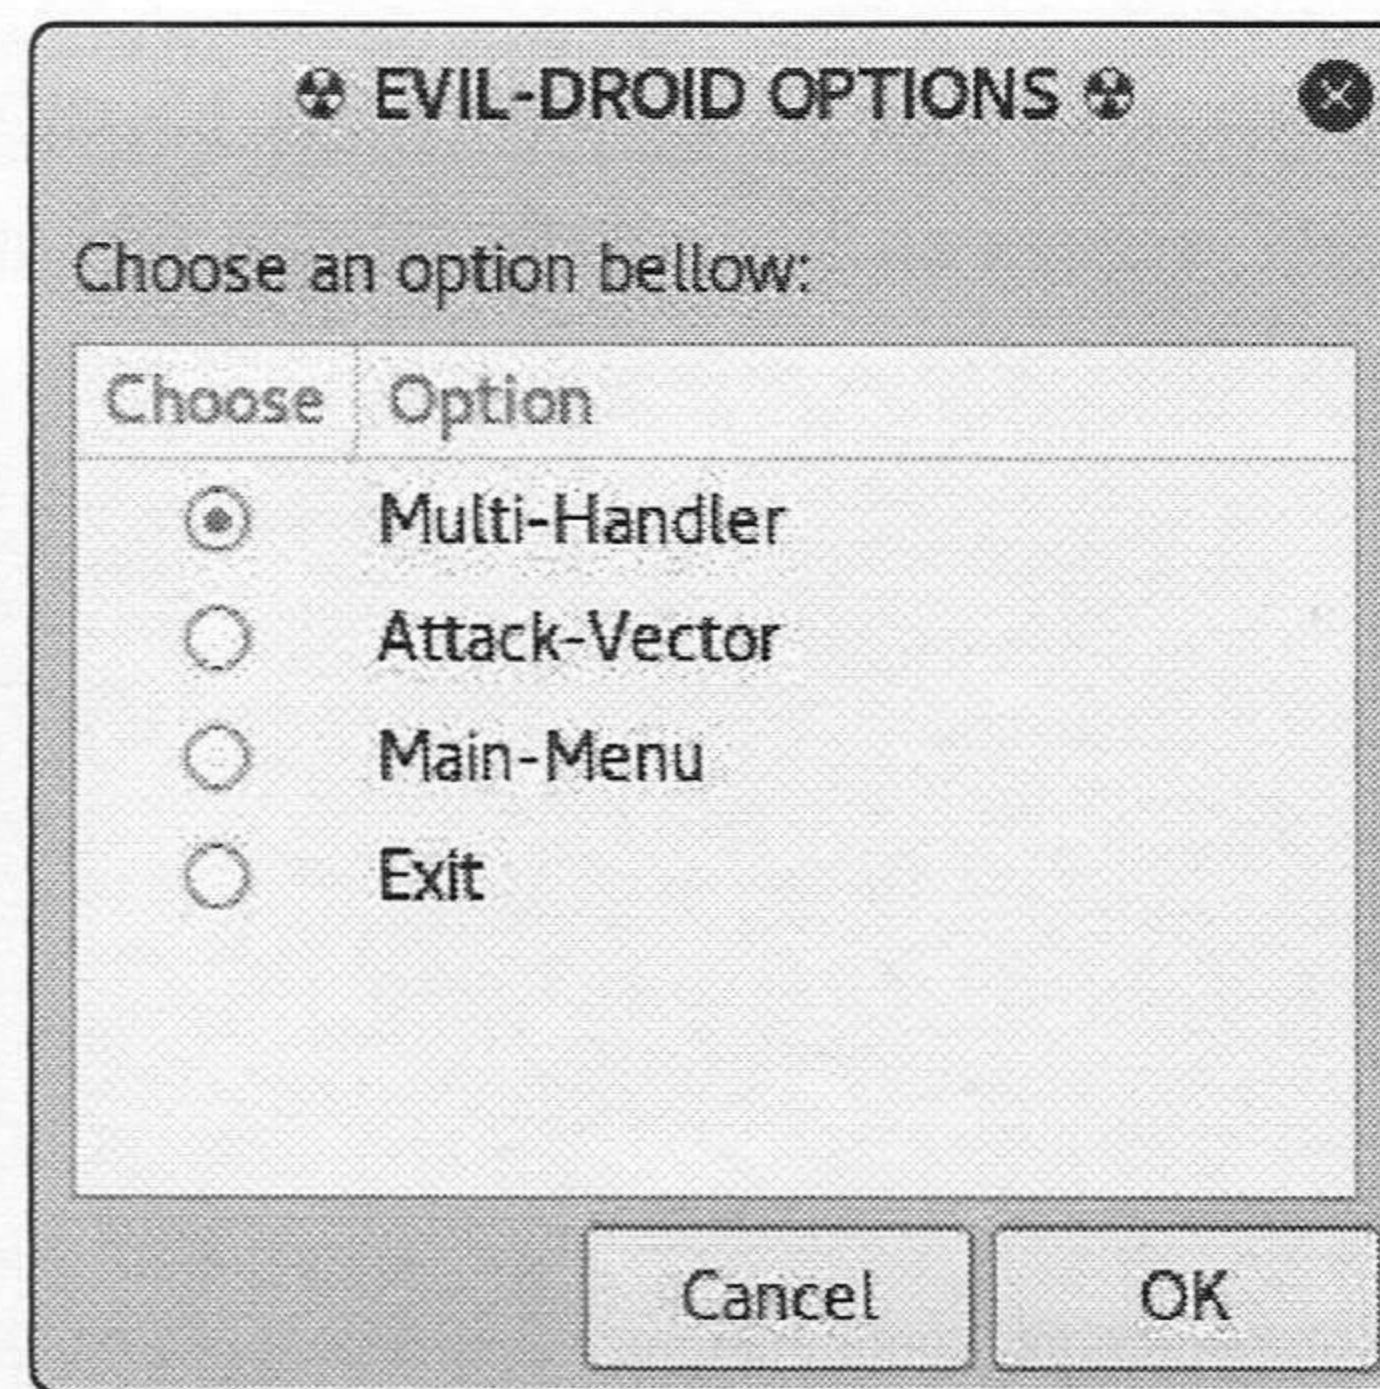 ☢ EVIL-DROID OPTIONS ☢
Choose an option bellow:
Choose Option
Multi-Handler
Attack-Vector
Main-Menu
Exit
Cancel OK